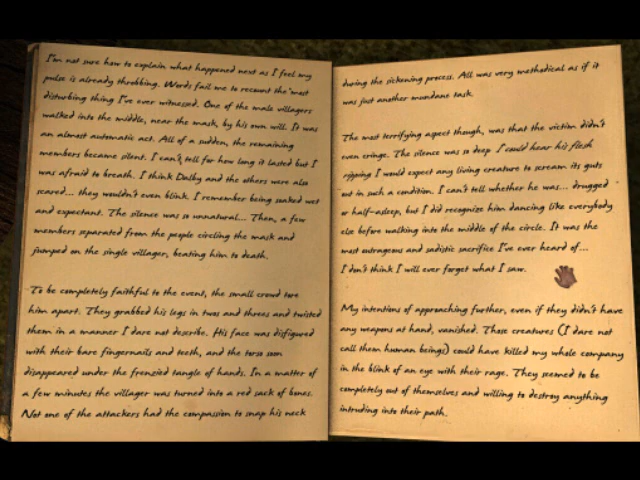 I'm not sure how to explain what happened next as I feel my
pulse is already throbbing. Words fail me to recount the most
disturbing thing I've ever witnessed. One of the male villagers
walked into the middle, near the mask, by his own will. It was
an almost automatic act. All of a sudden, the remaining
members became silent. I can't tell for how long it lasted but I
was afraid to breath. I think Dalby and the others were also
scared... they wouldn't even blink. I remember being soaked wet
and expectant. The silence was so unnatural... Then, a few
members separated from the people circling the mask and
jumped on the single villager, beating him to death.
To be completely faithful to the event, the small crowd tore
him apart. They grabbed his legs in twos and threes and twisted
them in a manner I dare not describe. His face was disfigured
with their bare fingernails and teeth, and the torso soon
disappeared under the frenzied tangle of hands. In a matter of
a few minutes the villager was turned into a red sack of bones.
Not one of the attackers had the compassion to snap his neck
during the sickening process. All was very methodical as if it
was just another mundane task.
The most terrifying aspect though, was that the victim didn't
even cringe. The silence was so deep I could hear his flesh
ripping. I would expect any living creature to scream its guts
out in such a condition. I can't tell whether he was... drugged
or half-asleep, but I did recognize him dancing like everybody
else before walking into the middle of the circle. It was the
most outrageous and sadistic sacrifice I've ever heard of...
I don't think I will ever forget what I saw.
My intentions of approaching further, even if they didn't have
any weapons at hand, vanished. Those creatures (I dare not
call them human beings) could have killed my whole company
in the blink of an eye with their rage. They seemed to be
completely out of themselves and willing to destroy anything
intruding into their path.